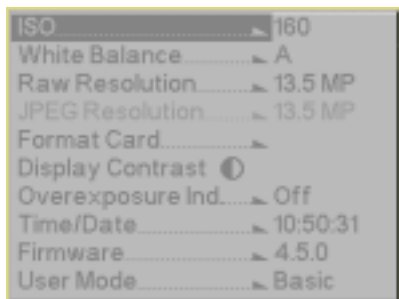 ISO 160
White Balance A
Raw Resolution 13.5 MP
JPEG Resolution 13.5 MP
Format Card
Display Contrast
Overexposure Ind. Off
Time/Date 10:50:31
Firmware 4.5.0
User Mode Basic